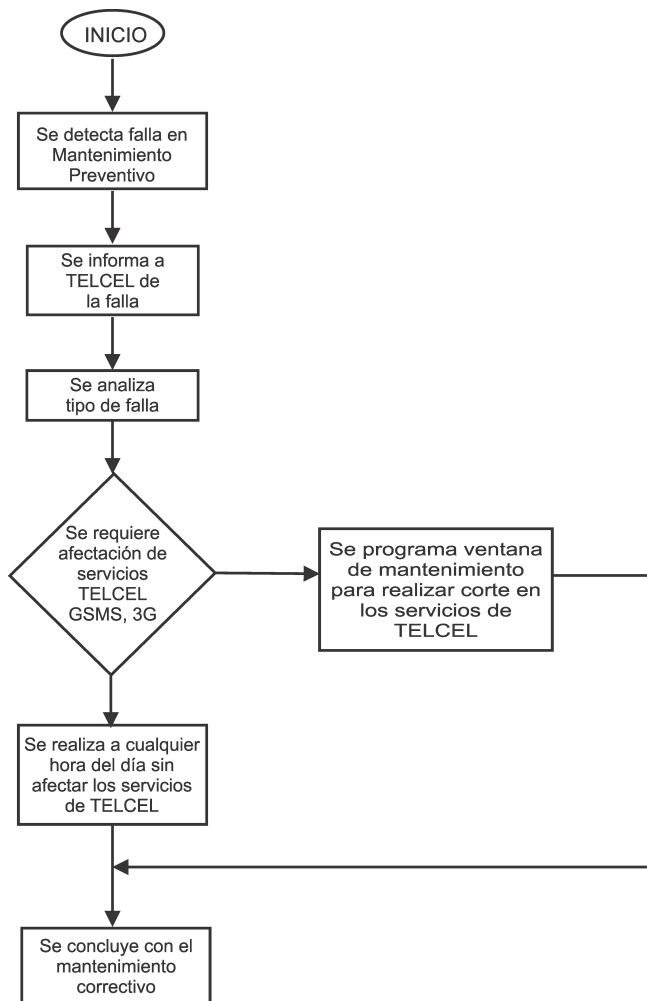 INICIO
Se detecta falla en
Mantenimiento
Preventivo
Se informa a
TELCEL de
la falla
Se analiza
tipo de falla
Se requiere
afectación de
servicios
TELCEL
GSMS, 3G
Se programa ventana
de mantenimiento
para realizar corte en
los servicios de
TELCEL
Se realiza a cualquier
hora del día sin
afectar los servicios
de TELCEL
Se concluye con el
mantenimiento
correctivo